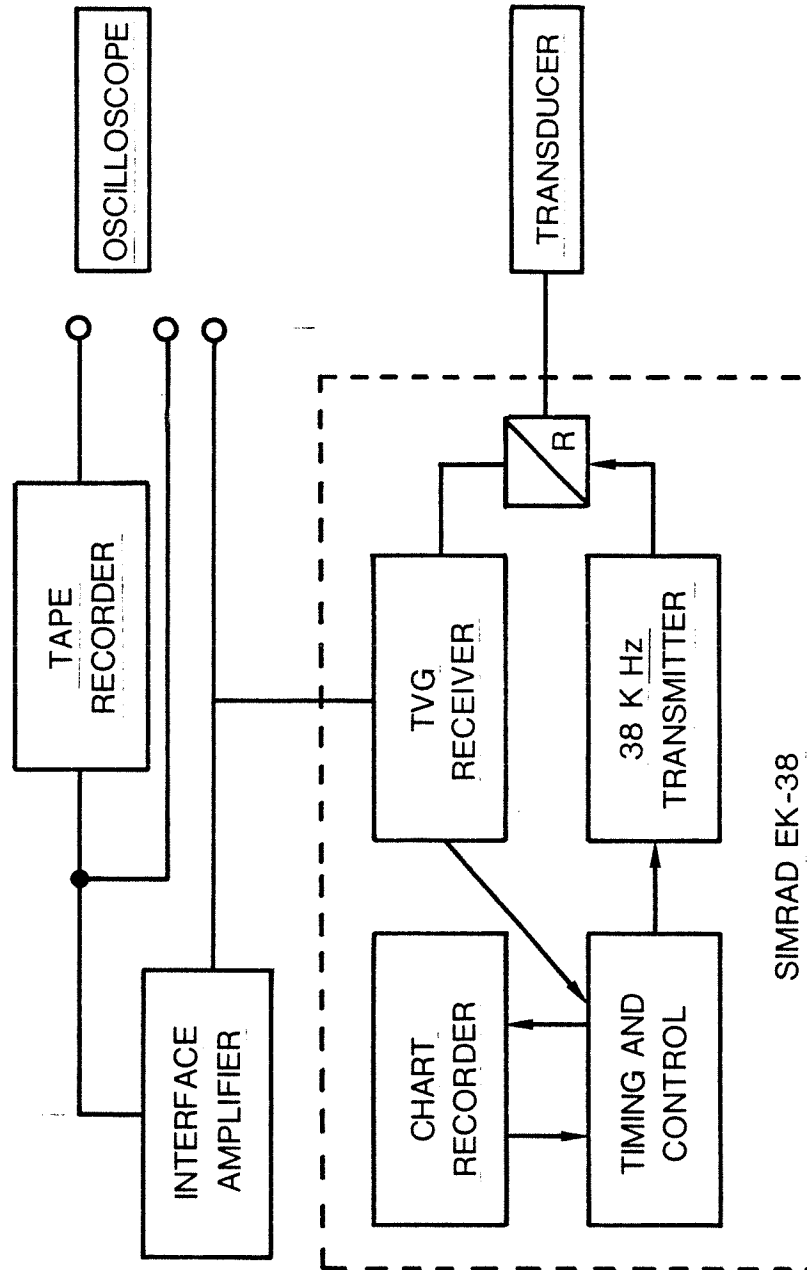 OSCILLOSCOPE
TAPE
RECORDER
INTERFACE
AMPLIFIER
TRANSDUCER
R
TVG
RECEIVER
CHART
RECORDER
38 K Hz
TRANSMITTER
TIMING AND
CONTROL
SIMRAD EK-38